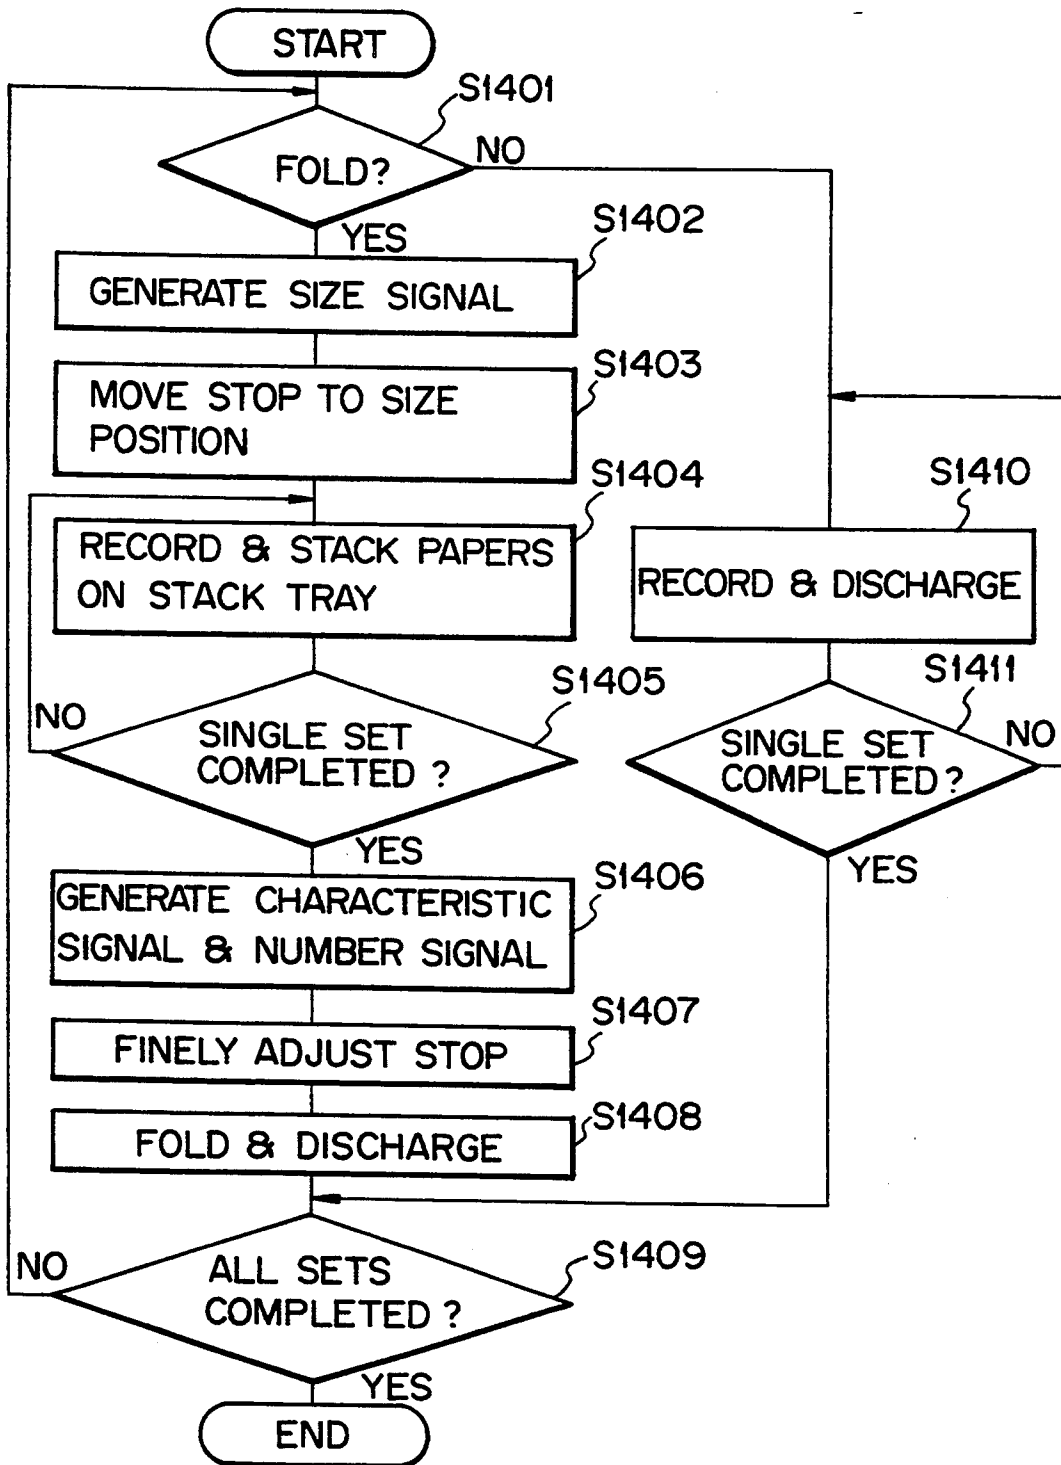 START
S1401
FOLD?
NO
YES
S1402
GENERATE SIZE SIGNAL
S1403
MOVE STOP TO SIZE
POSITION
S1404
RECORD & STACK PAPERS
ON STACK TRAY
S1410
RECORD & DISCHARGE
S1405
NO
SINGLE SET
COMPLETED ?
YES
S1411
SINGLE SET
COMPLETED?
NO
YES
S1406
GENERATE CHARACTERISTIC
SIGNAL & NUMBER SIGNAL
S1407
FINELY ADJUST STOP
S1408
FOLD & DISCHARGE
S1409
NO
ALL SETS
COMPLETED ?
YES
END